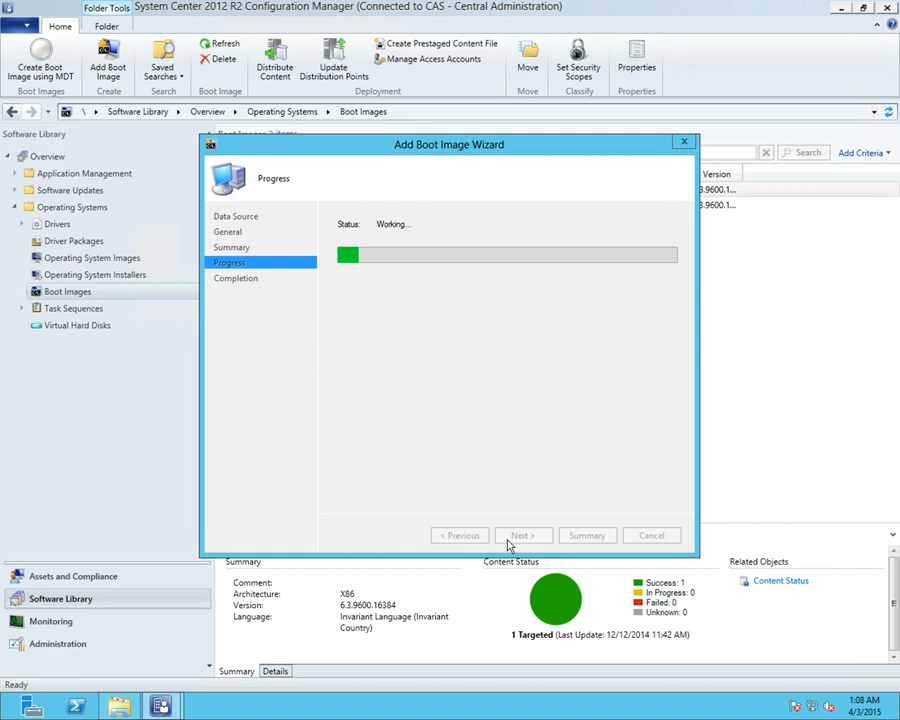 Folder Tools
System Center 2012 R2 Configuration Manager (Connected to CAS - Central Administration)
Home
Folder
Create Boot
Image using MDT
Boot Images
Add Boot
Image
Create
Saved
Searches
Search
Refresh
Delete
Boot Image
Distribute
Content
Update
Distribution Points
Create Prestaged Content File
Manage Access Accounts
Deployment
Move
Move
Set Security
Scopes
Classify
Properties
Properties
\ Software Library Overview Operating Systems Boot Images
Software Library
Overview
Application Management
Software Updates
Operating Systems
Drivers
Driver Packages
Operating System Images
Operating System Installers
Boot Images
Task Sequences
Virtual Hard Disks
Search
Add Criteria
Version
Add Boot Image Wizard
Progress
Data Source
General
Summary
Progress
Completion
Status: Working...
< Previous
Next >
Summary
Cancel
Assets and Compliance
Software Library
Monitoring
Administration
Summary
Comment:
Architecture: X86
Version: 6.3.9600.16384
Language: Invariant Language (Invariant
Country)
Content Status
Success: 1
In Progress: 0
Failed: 0
Unknown: 0
1 Targeted (Last Update: 12/12/2014 11:42 AM)
Related Objects
Content Status
Summary
Details
Ready
1:08 AM
4/3/2015